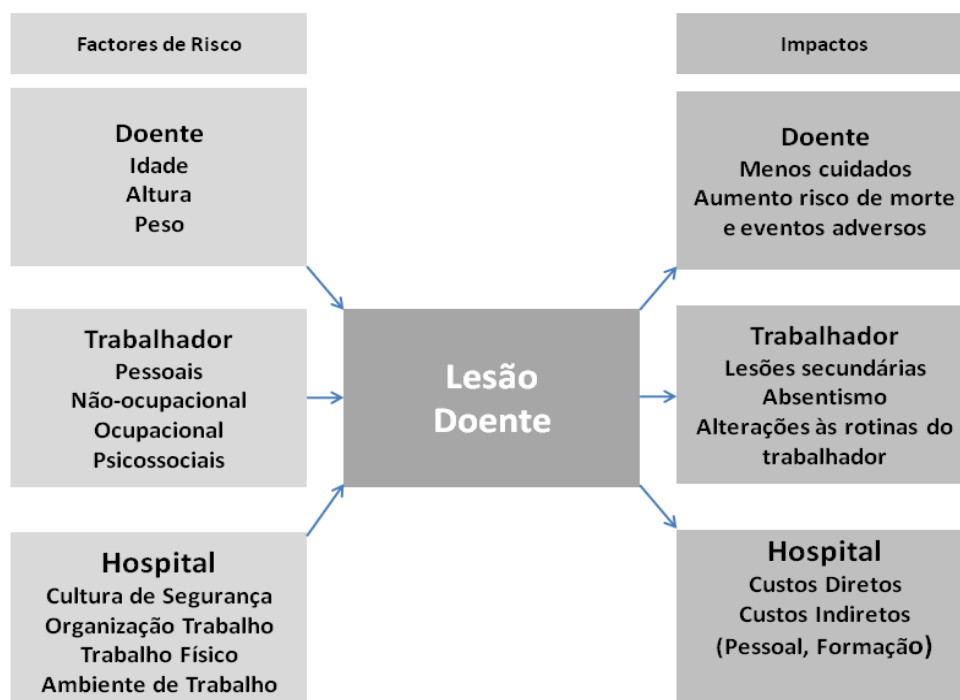 Factores de Risco
Doente
Idade
Altura
Peso
Trabalhador
Pessoais
Não-ocupacional
Ocupacional
Psicossociais
Hospital
Cultura de Segurança
Organização Trabalho
Trabalho Físico
Ambiente de Trabalho
Lesão
Doente
Impactos
Doente
Menos cuidados
Aumento risco de morte
e eventos adversos
Trabalhador
Lesões secundárias
Absentismo
Alterações às rotinas do
trabalhador
Hospital
Custos Diretos
Custos Indiretos
(Pessoal, Formação)